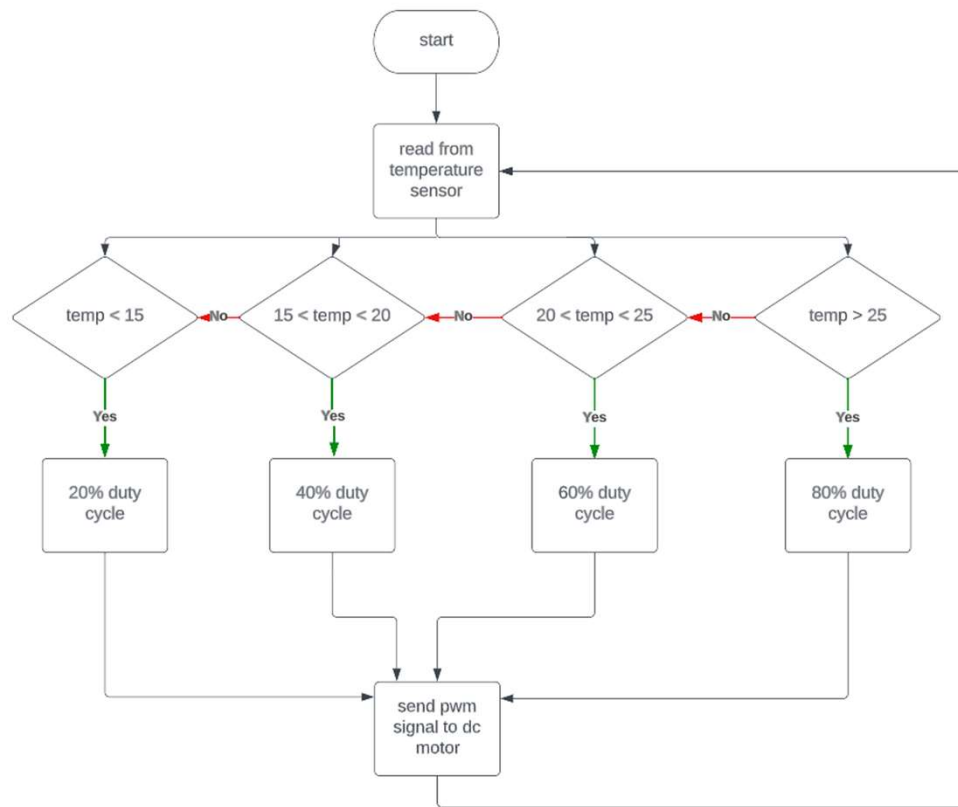 start
read from
temperature
sensor
temp < 15
No
15 < temp < 20
No
20 < temp < 25
No
temp > 25
Yes
Yes
Yes
Yes
20% duty
cycle
40% duty
cycle
60% duty
cycle
80% duty
cycle
send pwm
signal to dc
motor